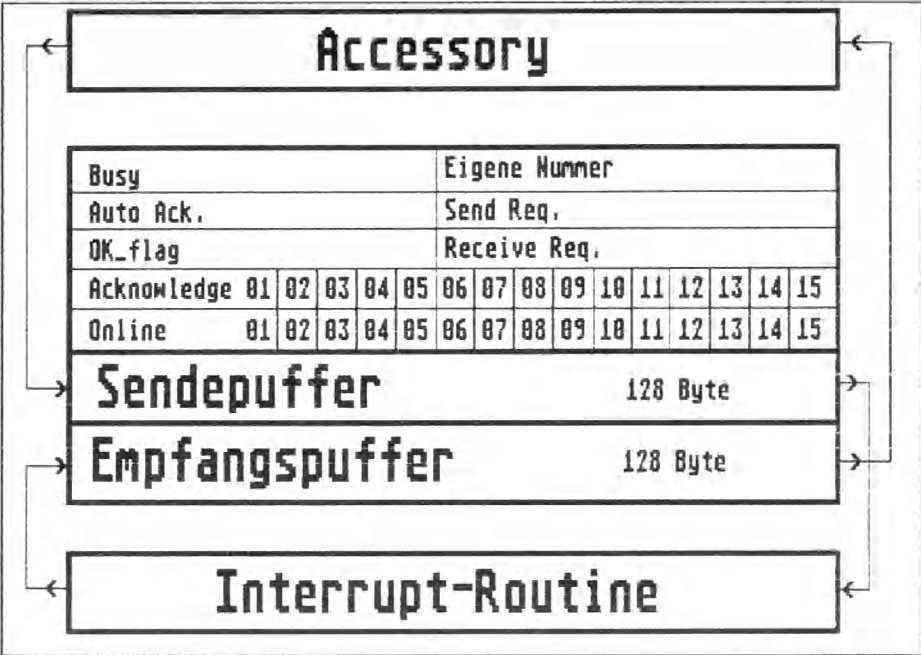 Accessory
Busy Eigene Nummer
Auto Ack. Send Req.
OK_flag Receive Req.
Acknowledge 01 02 03 04 05 06 07 08 09 10 11 12 13 14 15
Online 01 02 03 04 05 06 07 08 09 10 11 12 13 14 15
Sendepuffer 128 Byte
Empfangspuffer 128 Byte
Interrupt-Routine